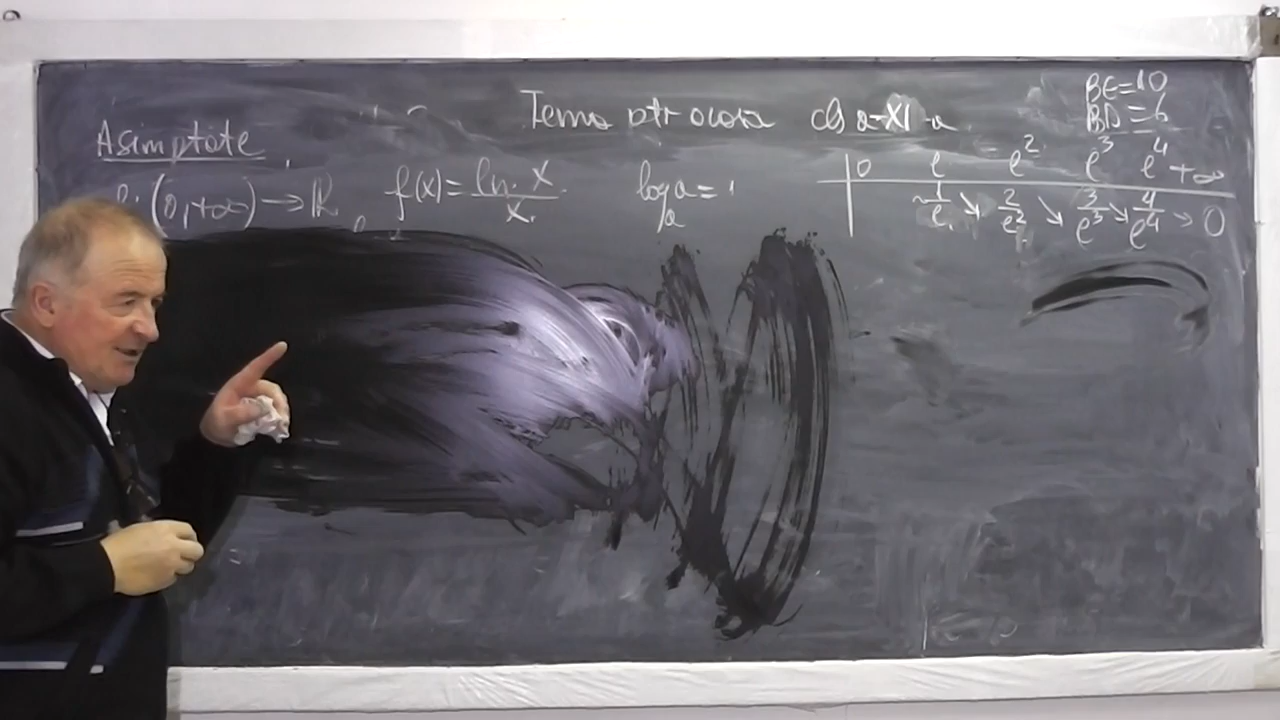 BE=10
BD=6
Tema ptr acasa cls a-XI-a
Asimptote
f: (0,+∞)→ℝ f(x)= ln x / x log_a a=1
0 e e² e³ e⁴ +∞
1/e ↘ 2/e² ↘ 3/e³ ↘ 4/e⁴ → 0